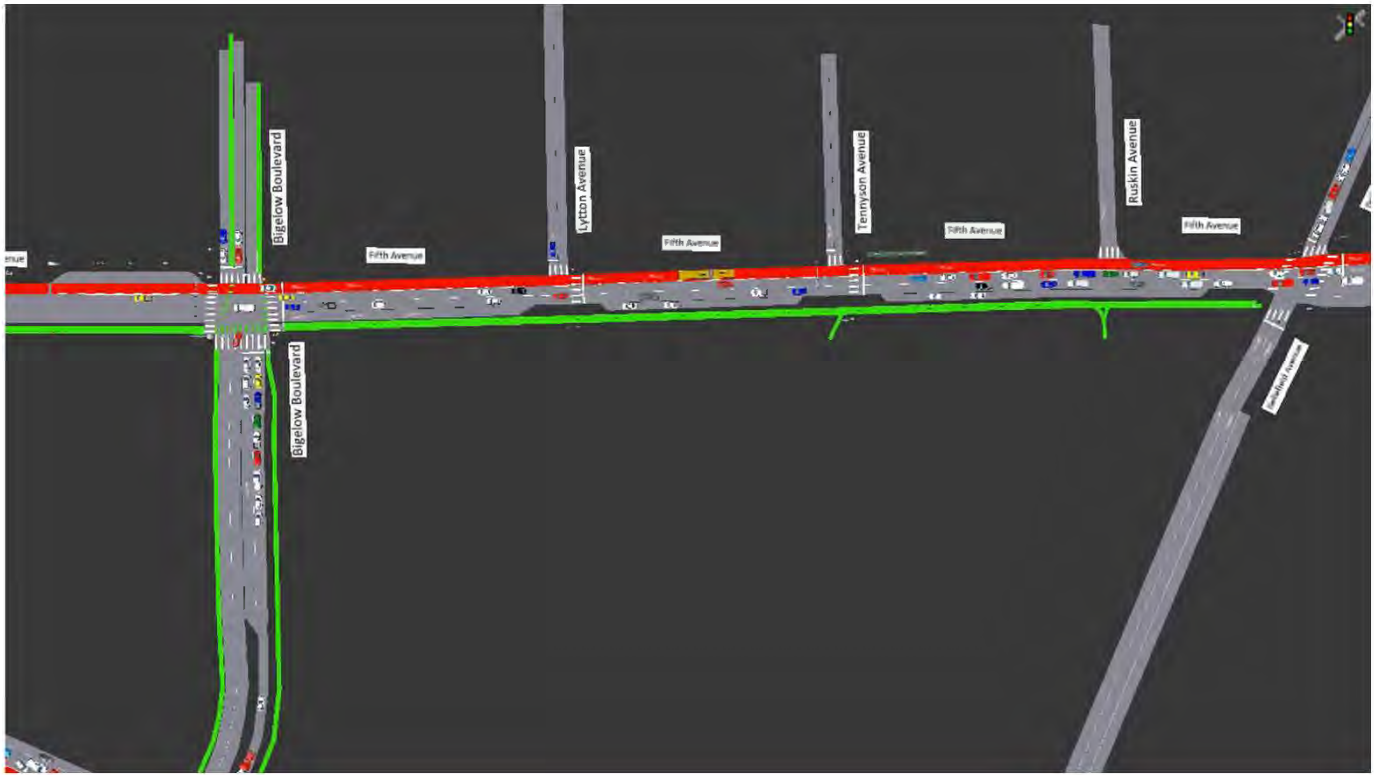 Bigelow Boulevard
Lytton Avenue
Tennyson Avenue
Ruskin Avenue
Fifth Avenue
Fifth Avenue
Fifth Avenue
Fifth Avenue
enue
Bigelow Boulevard
Bellefield Avenue